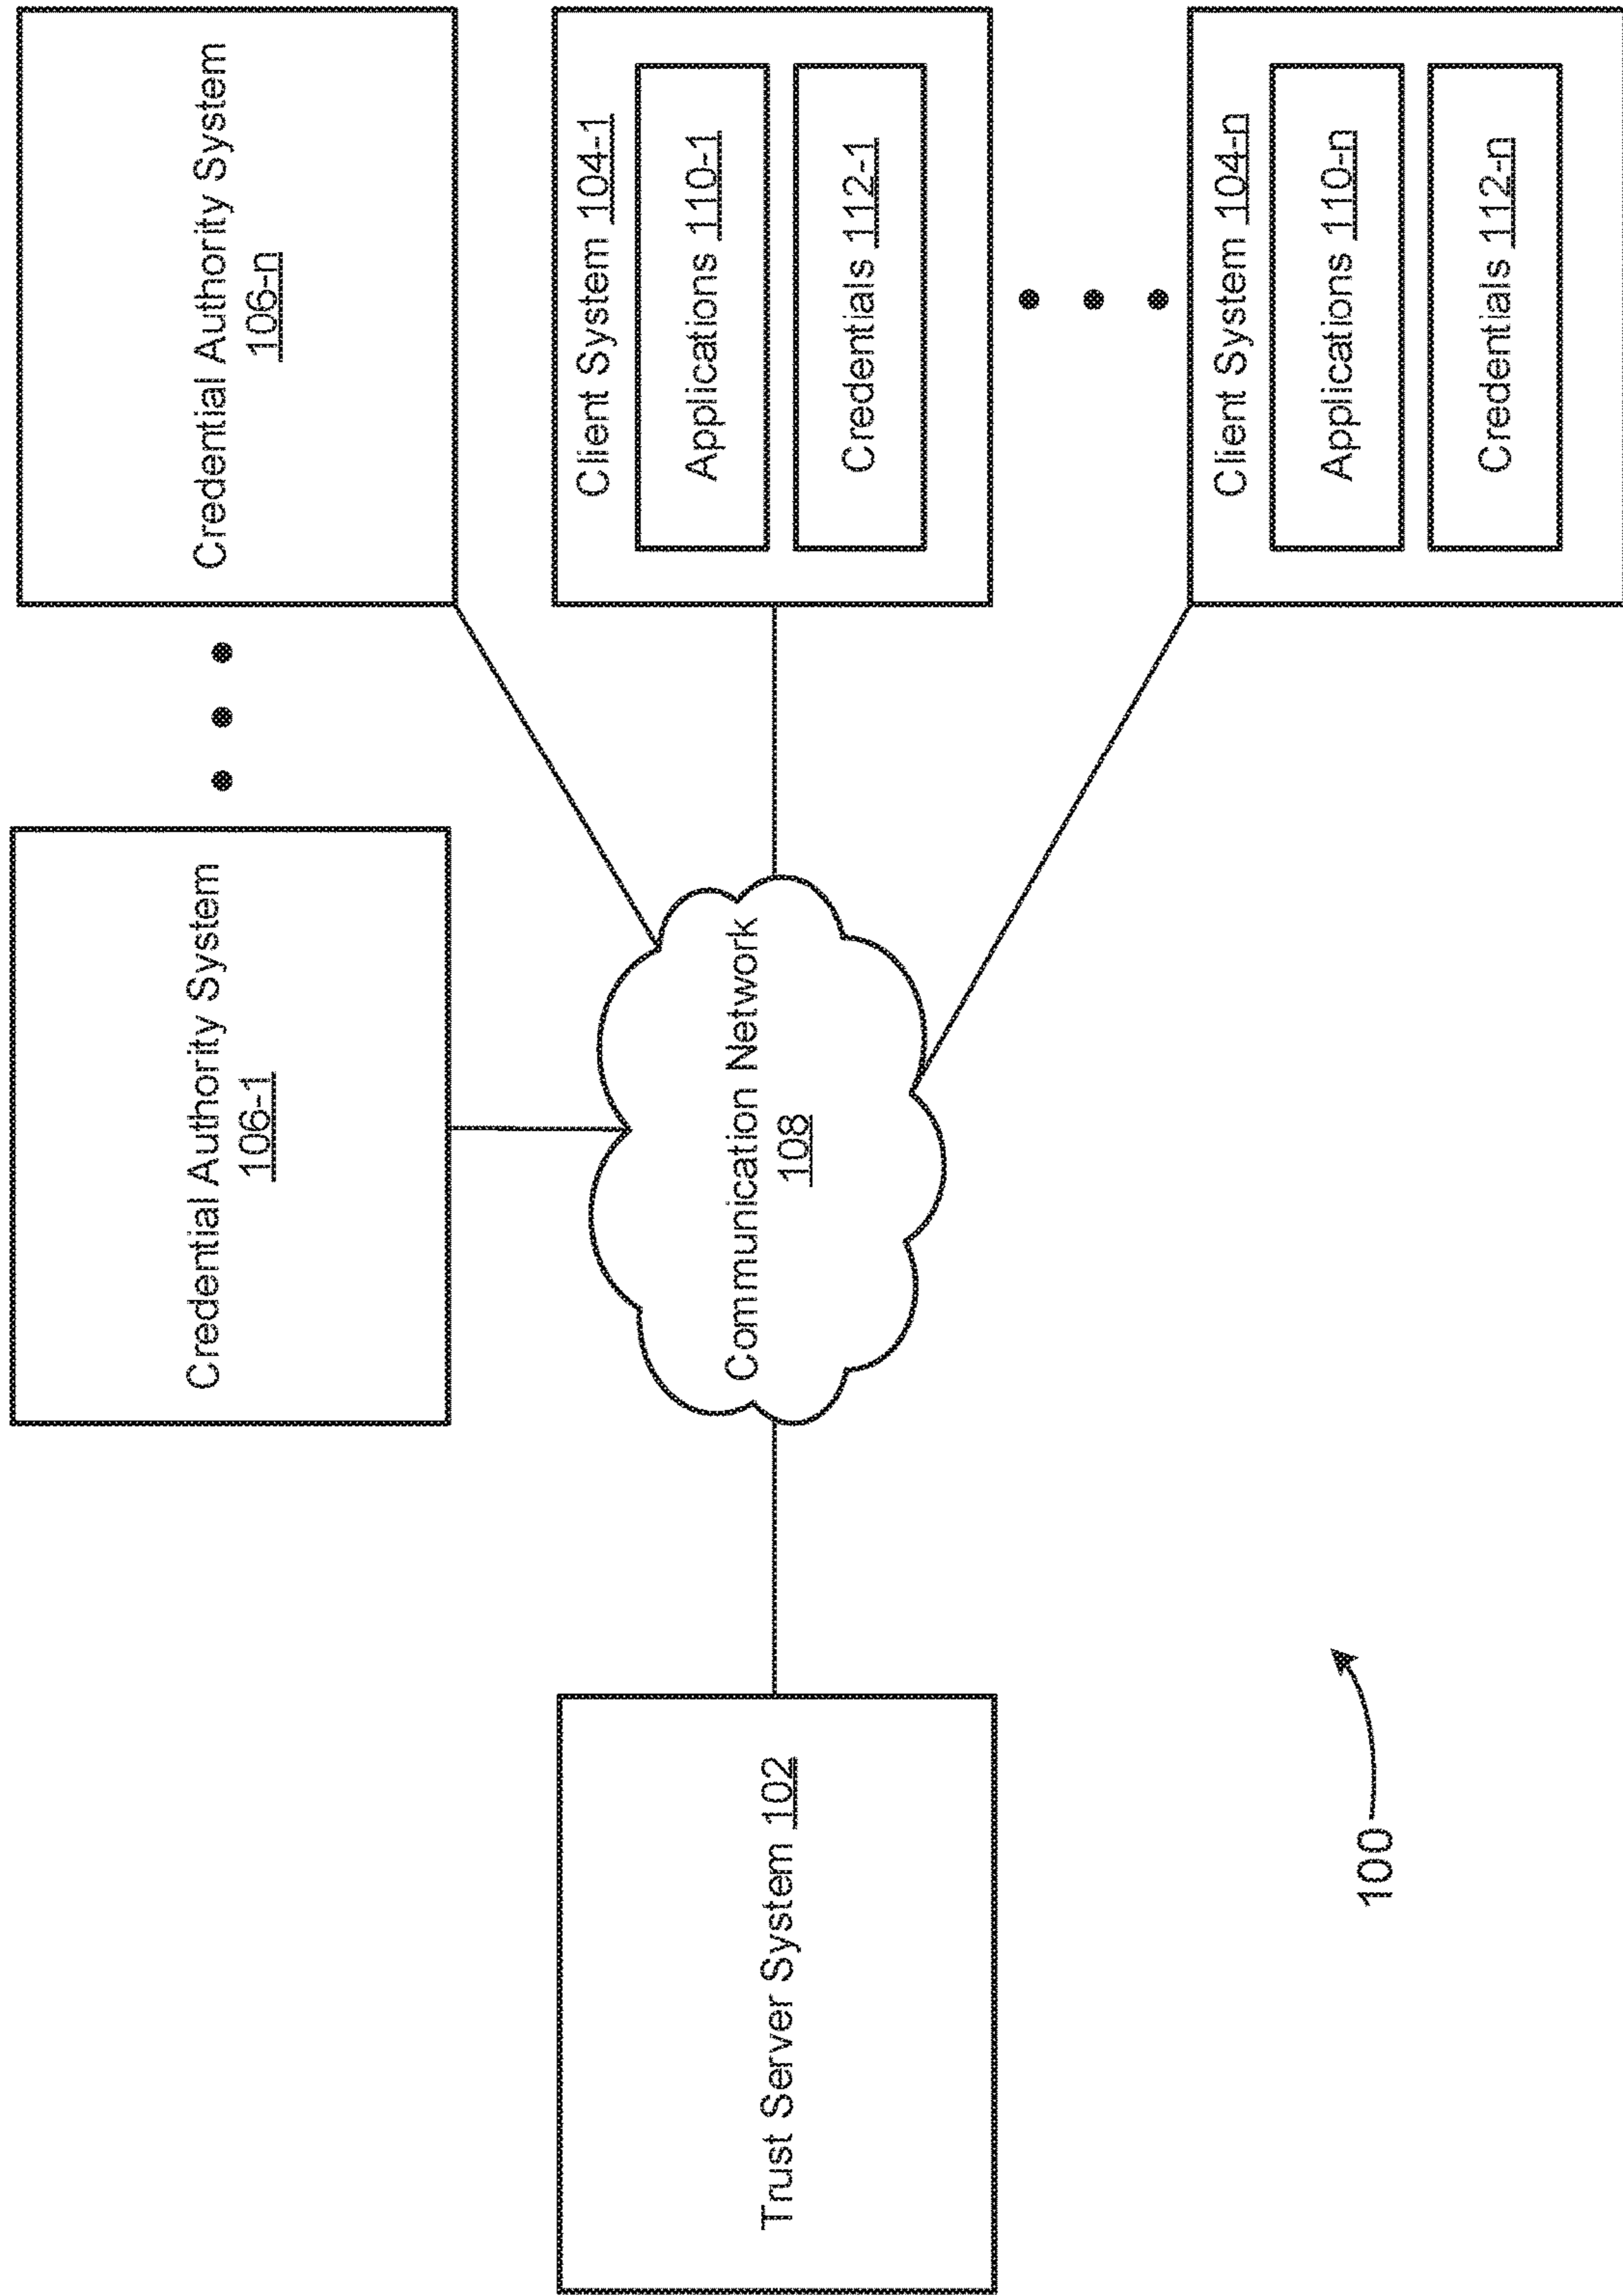 Credential Authority System
106-1
Credential Authority System
106-n
Trust Server System 102
Communication Network
108
Client System 104-1
Applications 110-1
Credentials 112-1
Client System 104-n
Applications 110-n
Credentials 112-n
100